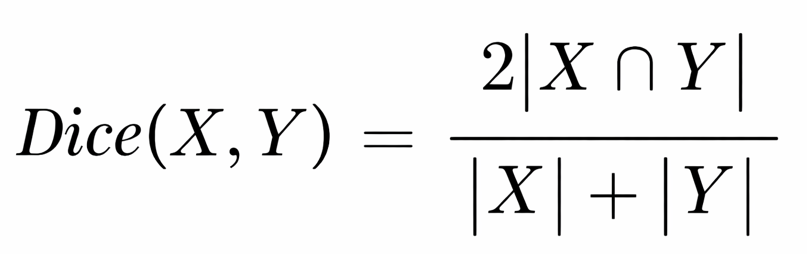 Dice(X, Y) = 2|X ∩ Y| / |X| + |Y|